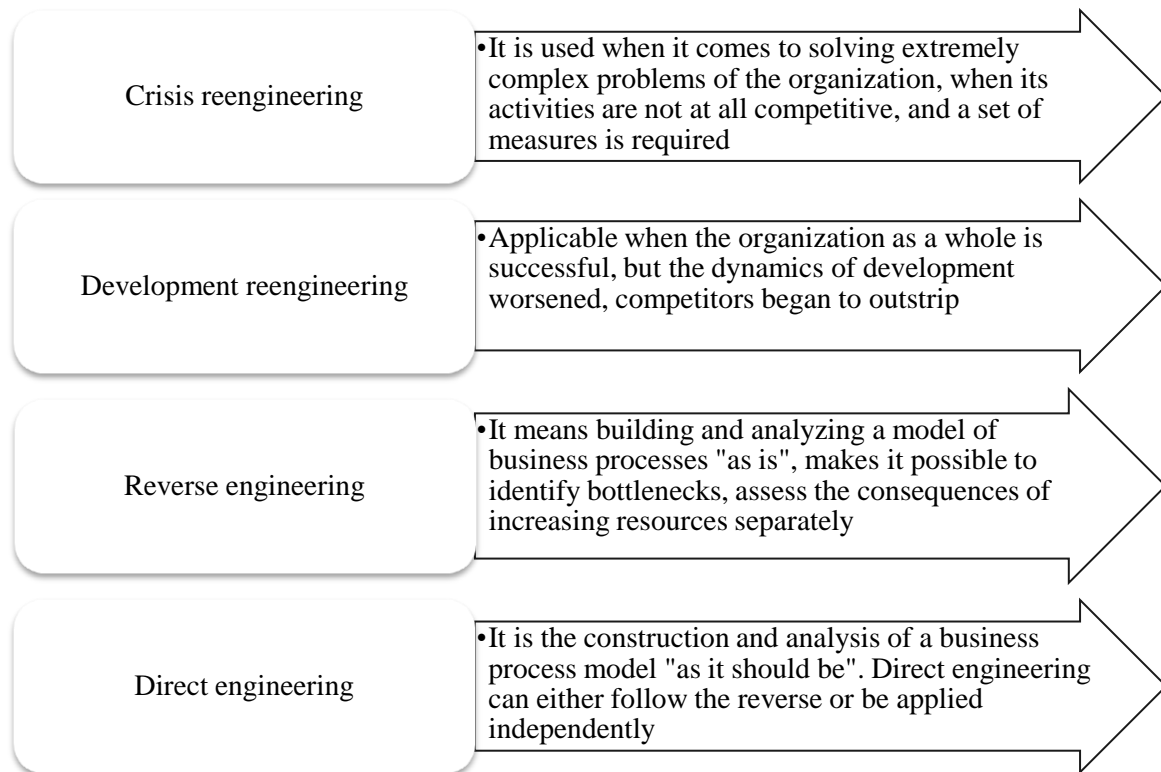 Crisis reengineering
•It is used when it comes to solving extremely
complex problems of the organization, when its
activities are not at all competitive, and a set of
measures is required
Development reengineering
•Applicable when the organization as a whole is
successful, but the dynamics of development
worsened, competitors began to outstrip
Reverse engineering
•It means building and analyzing a model of
business processes "as is", makes it possible to
identify bottlenecks, assess the consequences of
increasing resources separately
Direct engineering
•It is the construction and analysis of a business
process model "as it should be". Direct engineering
can either follow the reverse or be applied
independently